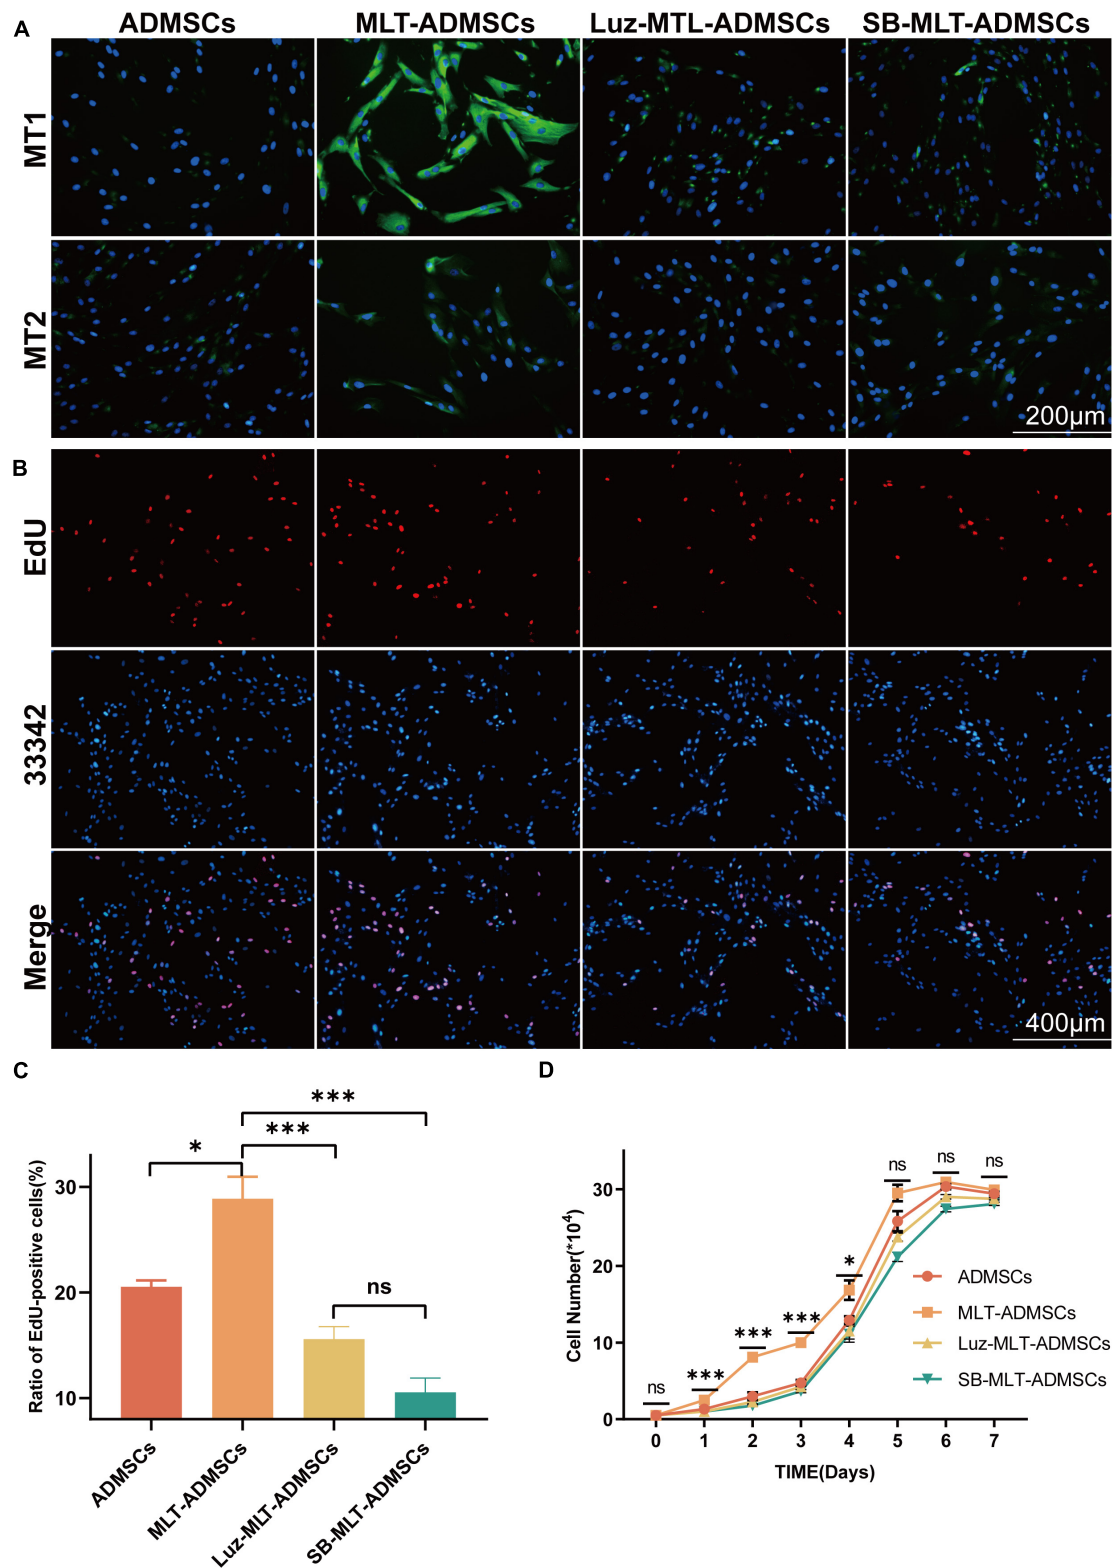 A
ADMSCs
MLT-ADMSCs
Luz-MTL-ADMSCs
SB-MLT-ADMSCs
MT1
MT2
200μm
B
EdU
33342
Merge
400μm
C
***
***
*
ns
Ratio of EdU-positive cells(%)
30
20
10
ADMSCs
MLT-ADMSCs
Luz-MLT-ADMSCs
SB-MLT-ADMSCs
D
ns
***
***
***
*
ns
ns
ns
Cell Number(*10⁴)
30
20
10
0
0 1 2 3 4 5 6 7
TIME(Days)
ADMSCs
MLT-ADMSCs
Luz-MLT-ADMSCs
SB-MLT-ADMSCs